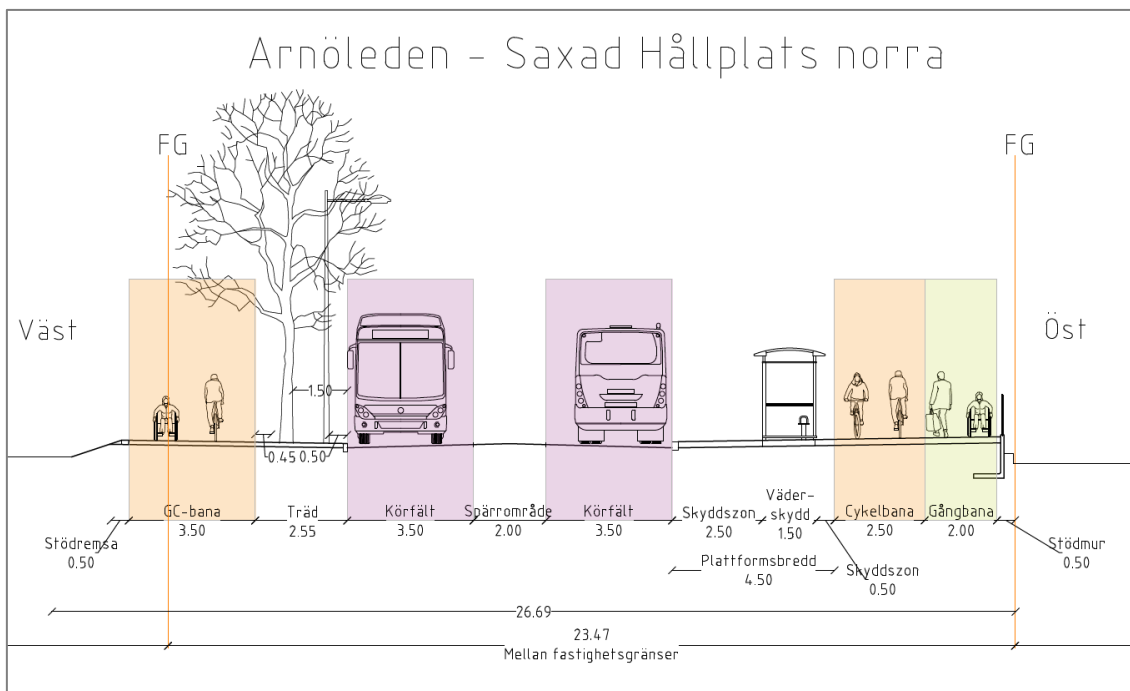 Arnöleden - Saxad Hållplats norra
FG
FG
Väst
Öst
1.50
0.45 0.50
GC-bana
3.50
Träd
2.55
Körfält
3.50
Spärrområde
2.00
Körfält
3.50
Skyddszon
2.50
Väder-
skydd
1.50
Cykelbana
2.50
Gångbana
2.00
Stödremsa
0.50
Plattformsbredd
4.50
Skyddszon
0.50
Stödmur
0.50
26.69
23.47
Mellan fastighetsgränser